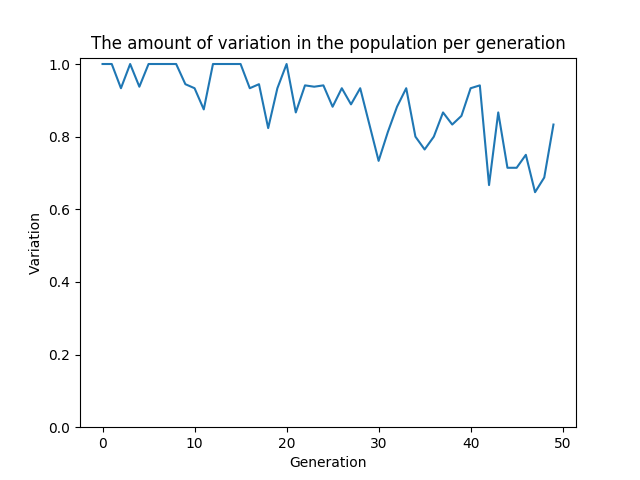 The amount of variation in the population per generation
1.0
0.8
0.6
0.4
0.2
0.0
Variation
0 10 20 30 40 50
Generation